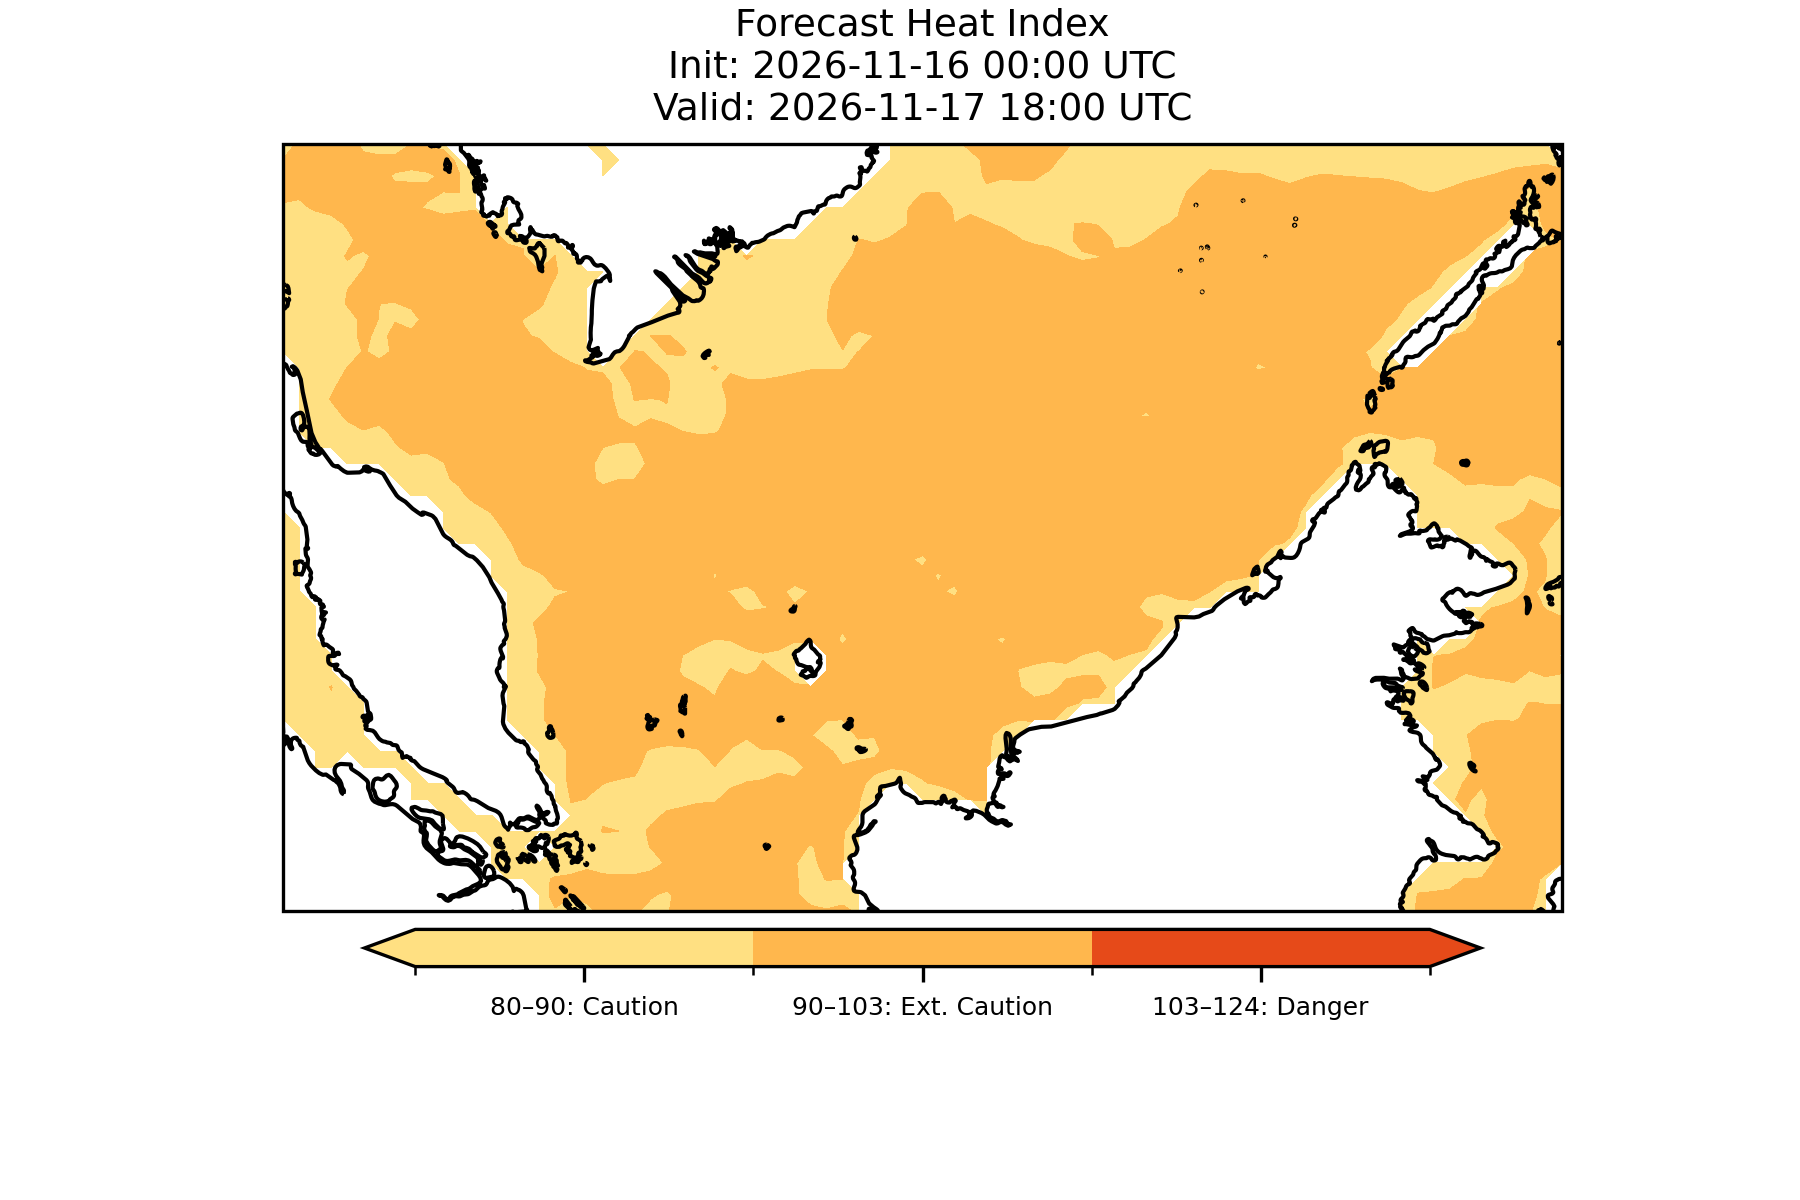 Forecast Heat Index
Init: 2026-11-16 00:00 UTC
Valid: 2026-11-17 18:00 UTC
80–90: Caution
90–103: Ext. Caution
103–124: Danger